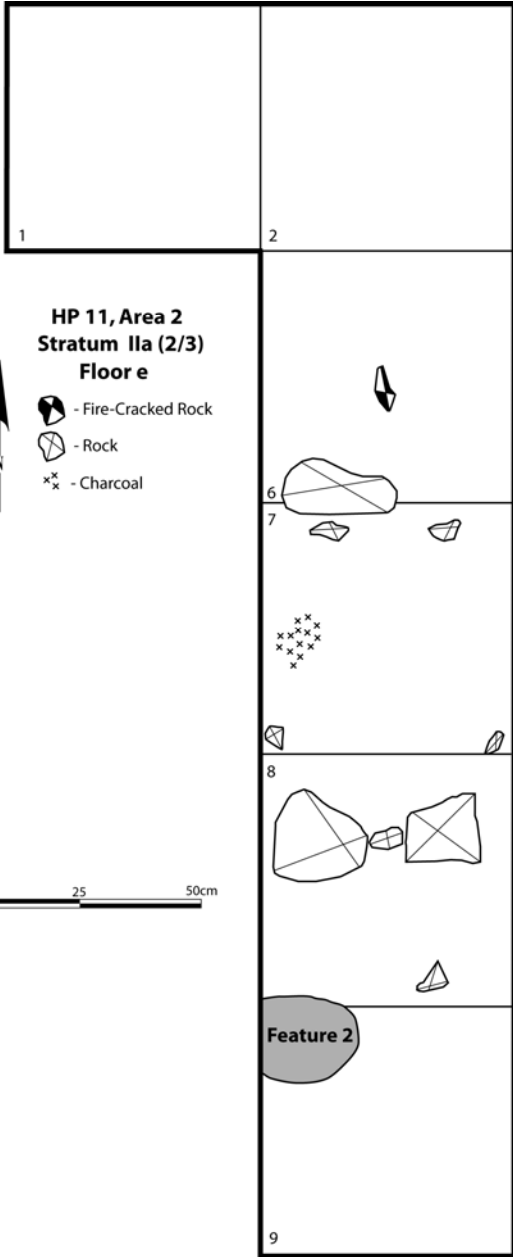 1
2
HP 11, Area 2
Stratum IIa (2/3)
Floor e
- Fire-Cracked Rock
- Rock
- Charcoal
6
7
8
25
50cm
Feature 2
9